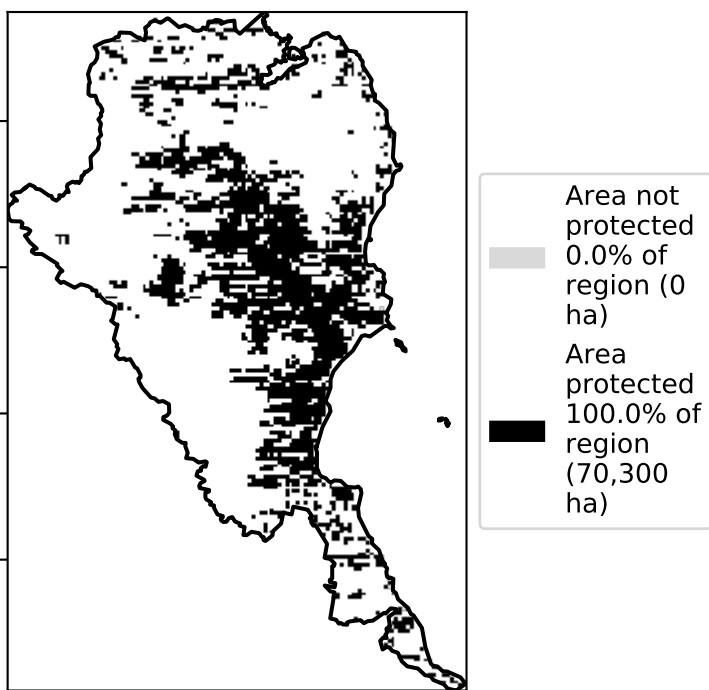 Area not
protected
0.0% of
region (0
ha)
Area
protected
100.0% of
region
(70,300
ha)